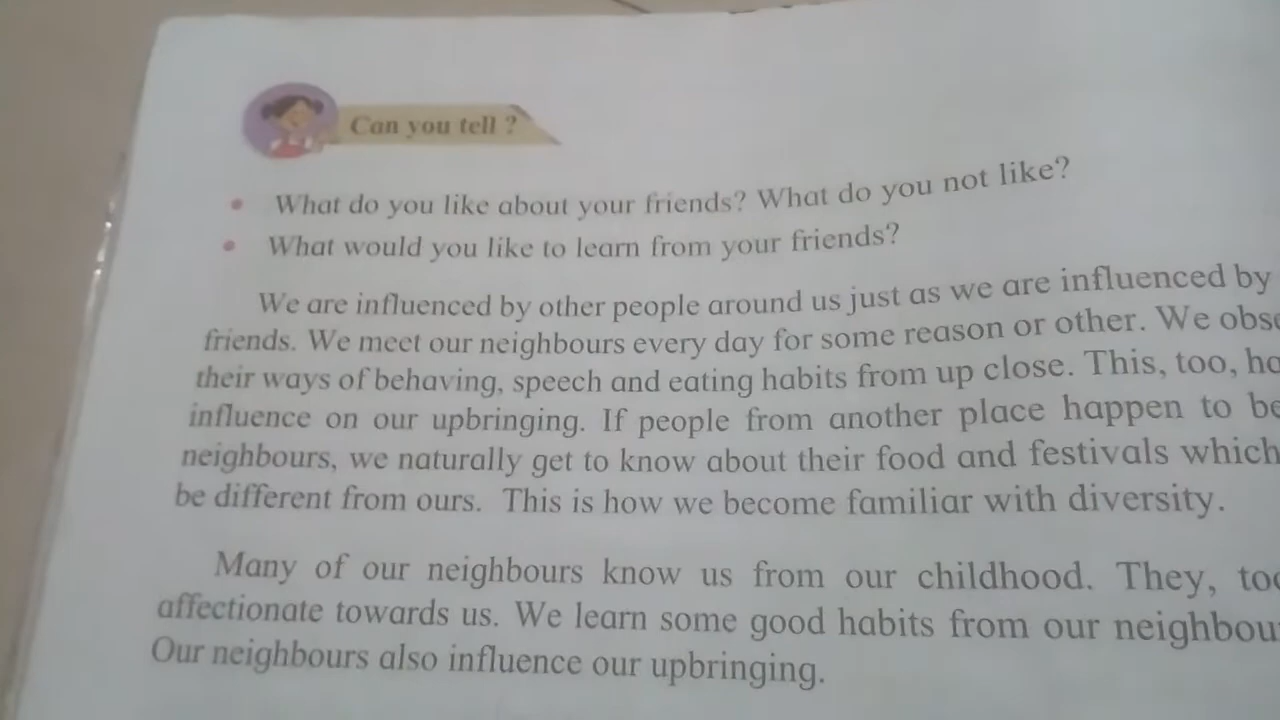 Can you tell ?
• What do you like about your friends? What do you not like?
• What would you like to learn from your friends?
We are influenced by other people around us just as we are influenced by
friends. We meet our neighbours every day for some reason or other. We
their ways of behaving, speech and eating habits from up close. This, too,
influence on our upbringing. If people from another place happen to
neighbours, we naturally get to know about their food and festivals which
be different from ours. This is how we become familiar with diversity.
Many of our neighbours know us from our childhood. They,
affectionate towards us. We learn some good habits from our
Our neighbours also influence our upbringing.